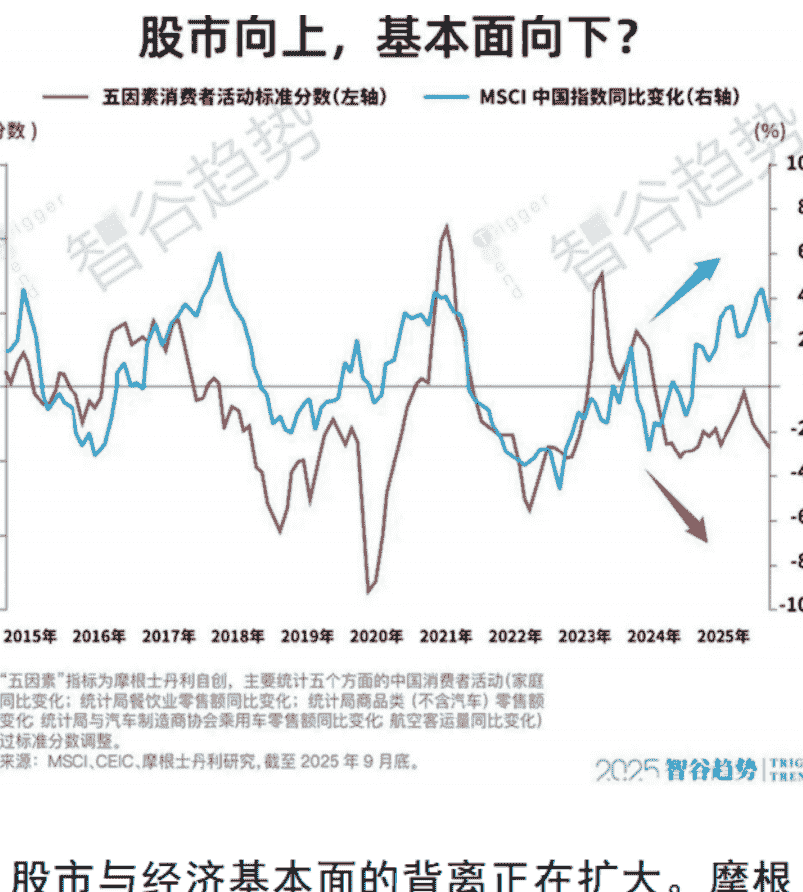 股市向上，基本面向下？
五因素消费者活动标准分数(左轴) MSCI 中国指数同比变化(右轴)
分数) (%)
智谷趋势 Trigger Trend 智谷趋势
10
8
6
4
2
-2
-4
-6
-8
-10
2015年 2016年 2017年 2018年 2019年 2020年 2021年 2022年 2023年 2024年 2025年
“五因素”指标为摩根士丹利自创，主要统计五个方面的中国消费者活动(家庭
同比变化；统计局餐饮业零售额同比变化；统计局商品类（不含汽车）零售额
变化 统计局与汽车制造商协会乘用车零售额同比变化 航空客运量同比变化)
过标准分数调整。
来源：MSCI、CEIC、摩根士丹利研究,截至 2025 年 9 月底。
2025 智谷趋势 TRIG
TREN
股市与经济基本面的背离正在扩大。摩根